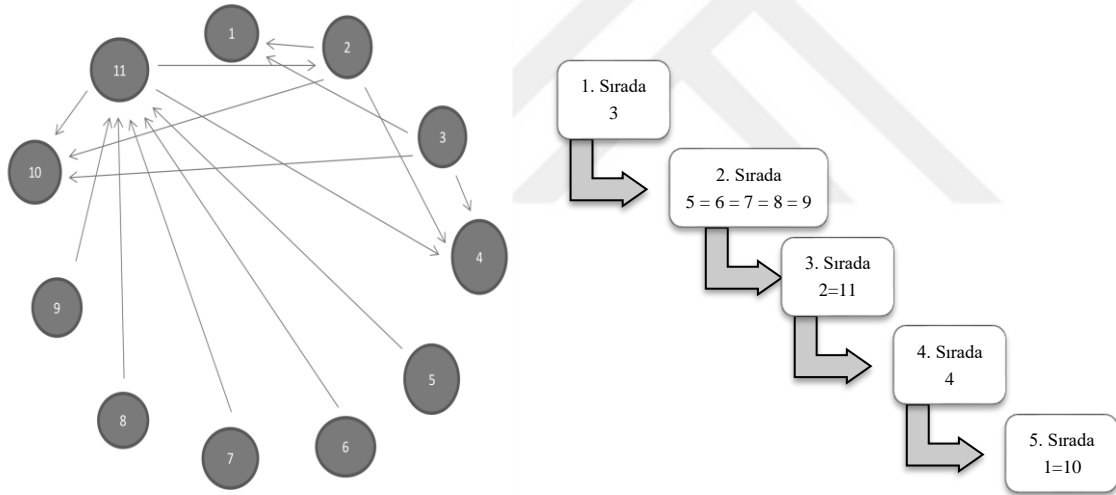 1
2
11
3
10
4
9
5
8
6
7
1. Sırada
3
2. Sırada
5 = 6 = 7 = 8 = 9
3. Sırada
2=11
4. Sırada
4
5. Sırada
1=10